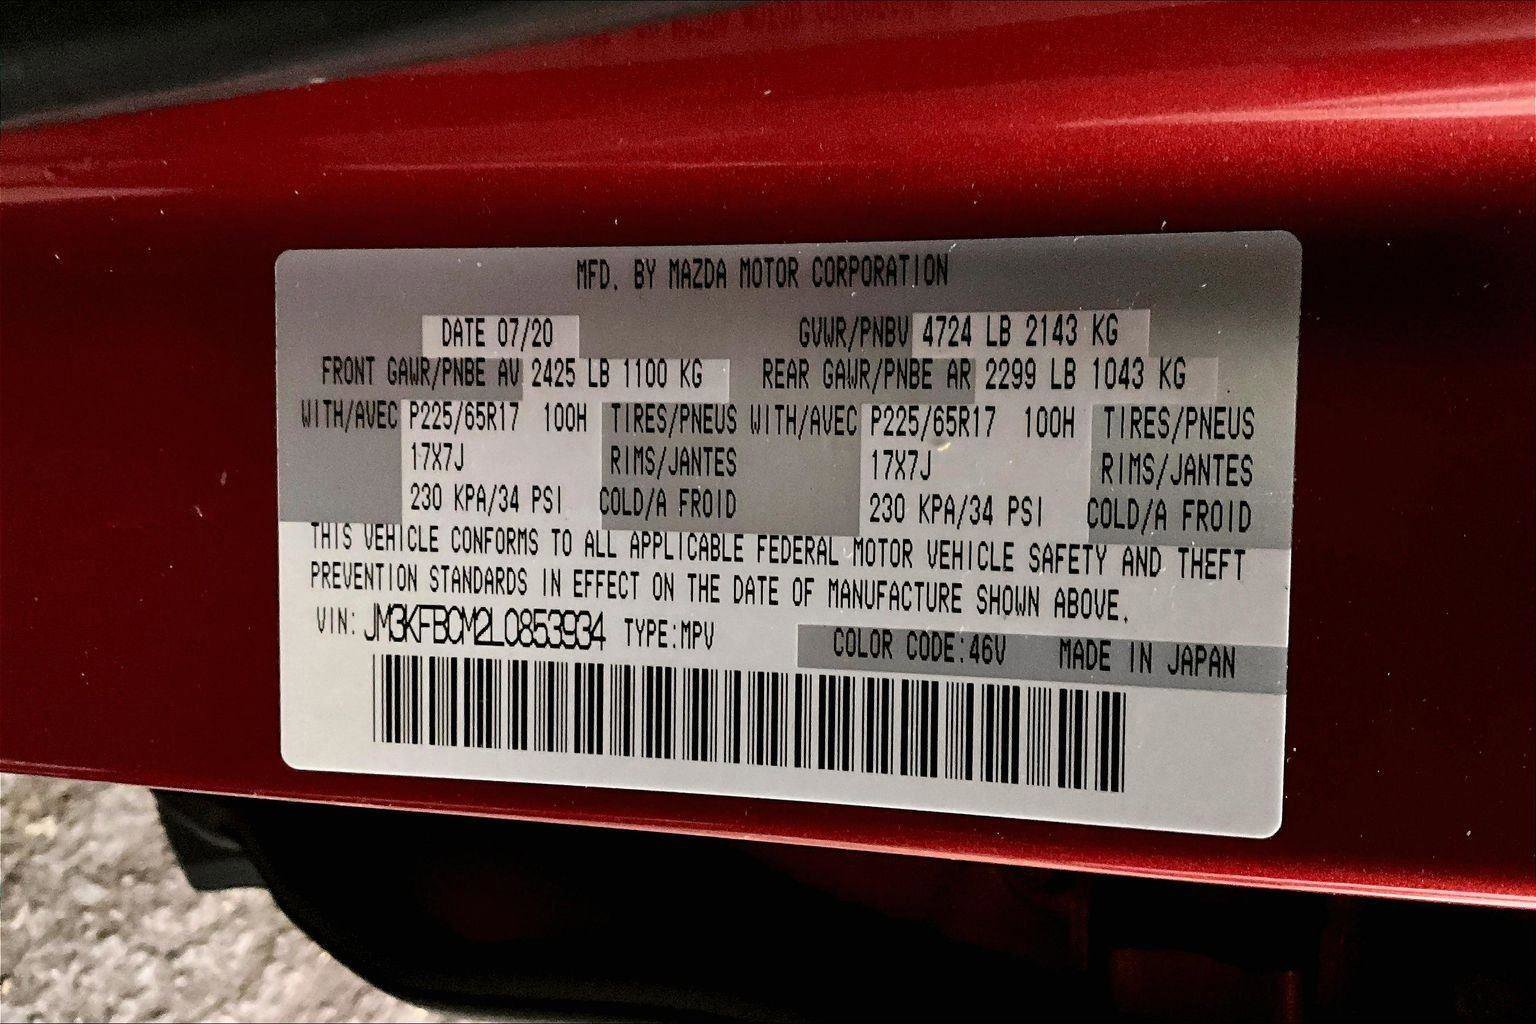 MFD. BY MAZDA MOTOR CORPORATION
DATE 07/20 GVWR/PNBV 4724 LB 2143 KG
FRONT GAWR/PNBE AV 2425 LB 1100 KG REAR GAWR/PNBE AR 2299 LB 1043 KG
WITH/AVEC P225/65R17 100H TIRES/PNEUS WITH/AVEC P225/65R17 100H TIRES/PNEUS
17X7J RIMS/JANTES 17X7J RIMS/JANTES
230 KPA/34 PSI COLD/A FROID 230 KPA/34 PSI COLD/A FROID
THIS VEHICLE CONFORMS TO ALL APPLICABLE FEDERAL MOTOR VEHICLE SAFETY AND THEFT
PREVENTION STANDARDS IN EFFECT ON THE DATE OF MANUFACTURE SHOWN ABOVE.
VIN: JM3KFBCM2L0853934 TYPE:MPV COLOR CODE:46V MADE IN JAPAN